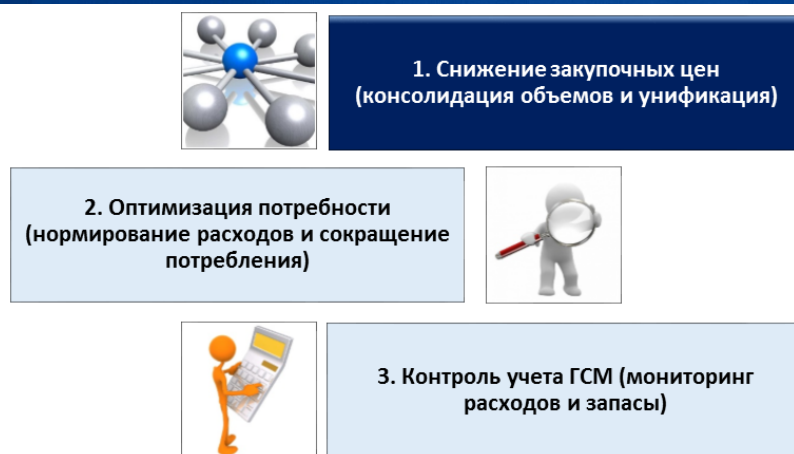 1. Снижение закупочных цен
(консолидация объемов и унификация)
2. Оптимизация потребности
(нормирование расходов и сокращение
потребления)
3. Контроль учета ГСМ (мониторинг
расходов и запасы)